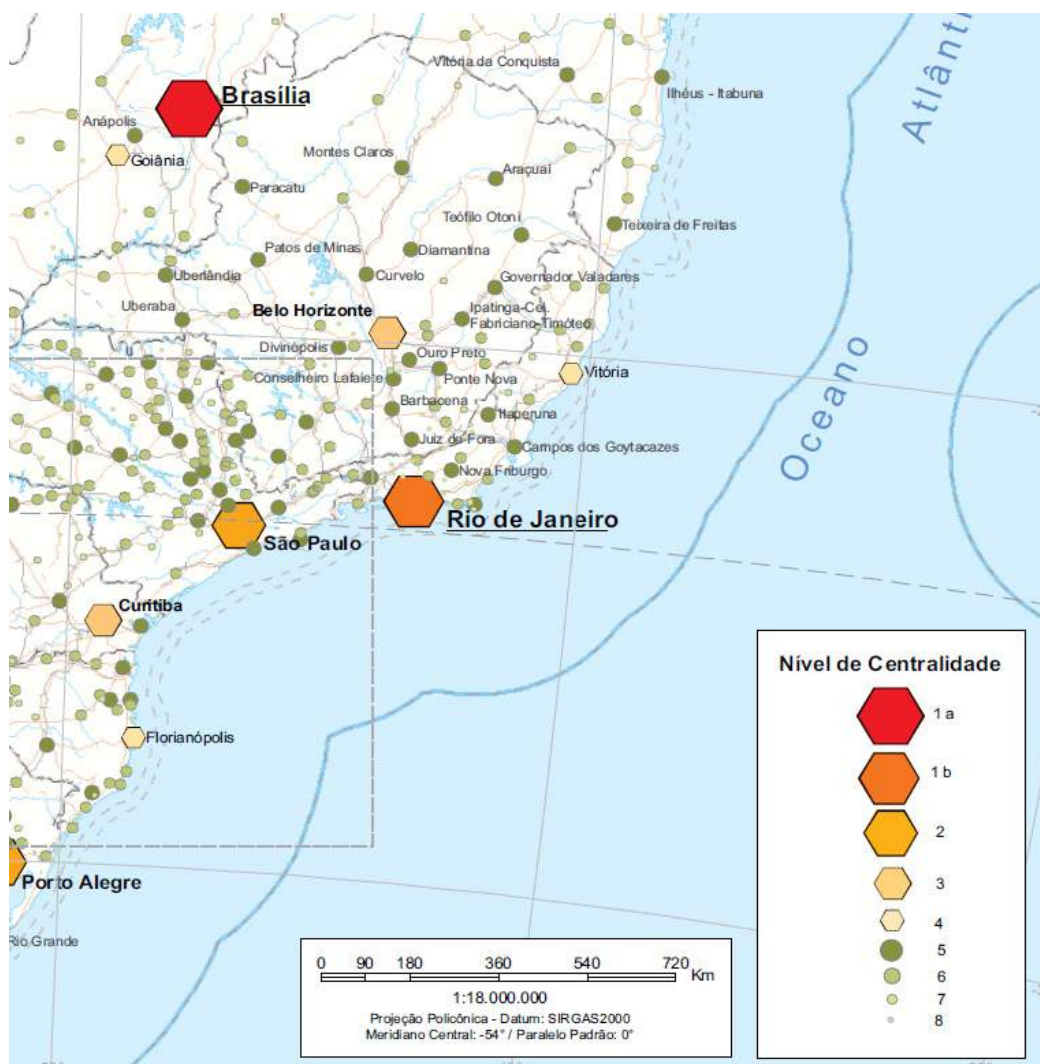 Vitória da Conquista
Ilhéus - Itabuna
Atlânti
Brasília
Anápolis
Goiânia
Montes Claros
Araçuaí
Paracatu
Teófilo Otoni
Teixeira de Freitas
Patos de Minas
Diamantina
Uberlândia
Curvelo
Governador Valadares
Uberaba
Belo Horizonte
Ipatinga-Cel.
Fabriciano-Timóteo
Divinópolis
Ouro Preto
Conselheiro Lafaiete
Ponte Nova
Vitória
Barbacena
Itaperuna
Juiz de Fora
Campos dos Goytacazes
Nova Friburgo
Oceano
Rio de Janeiro
São Paulo
Curitiba
Florianópolis
Porto Alegre
Rio Grande
Nível de Centralidade
1 a
1 b
2
3
4
5
6
7
8
0 90 180 360 540 720
Km
1:18.000.000
Projeção Policônica - Datum: SIRGAS2000
Meridiano Central: -54° / Paralelo Padrão: 0°